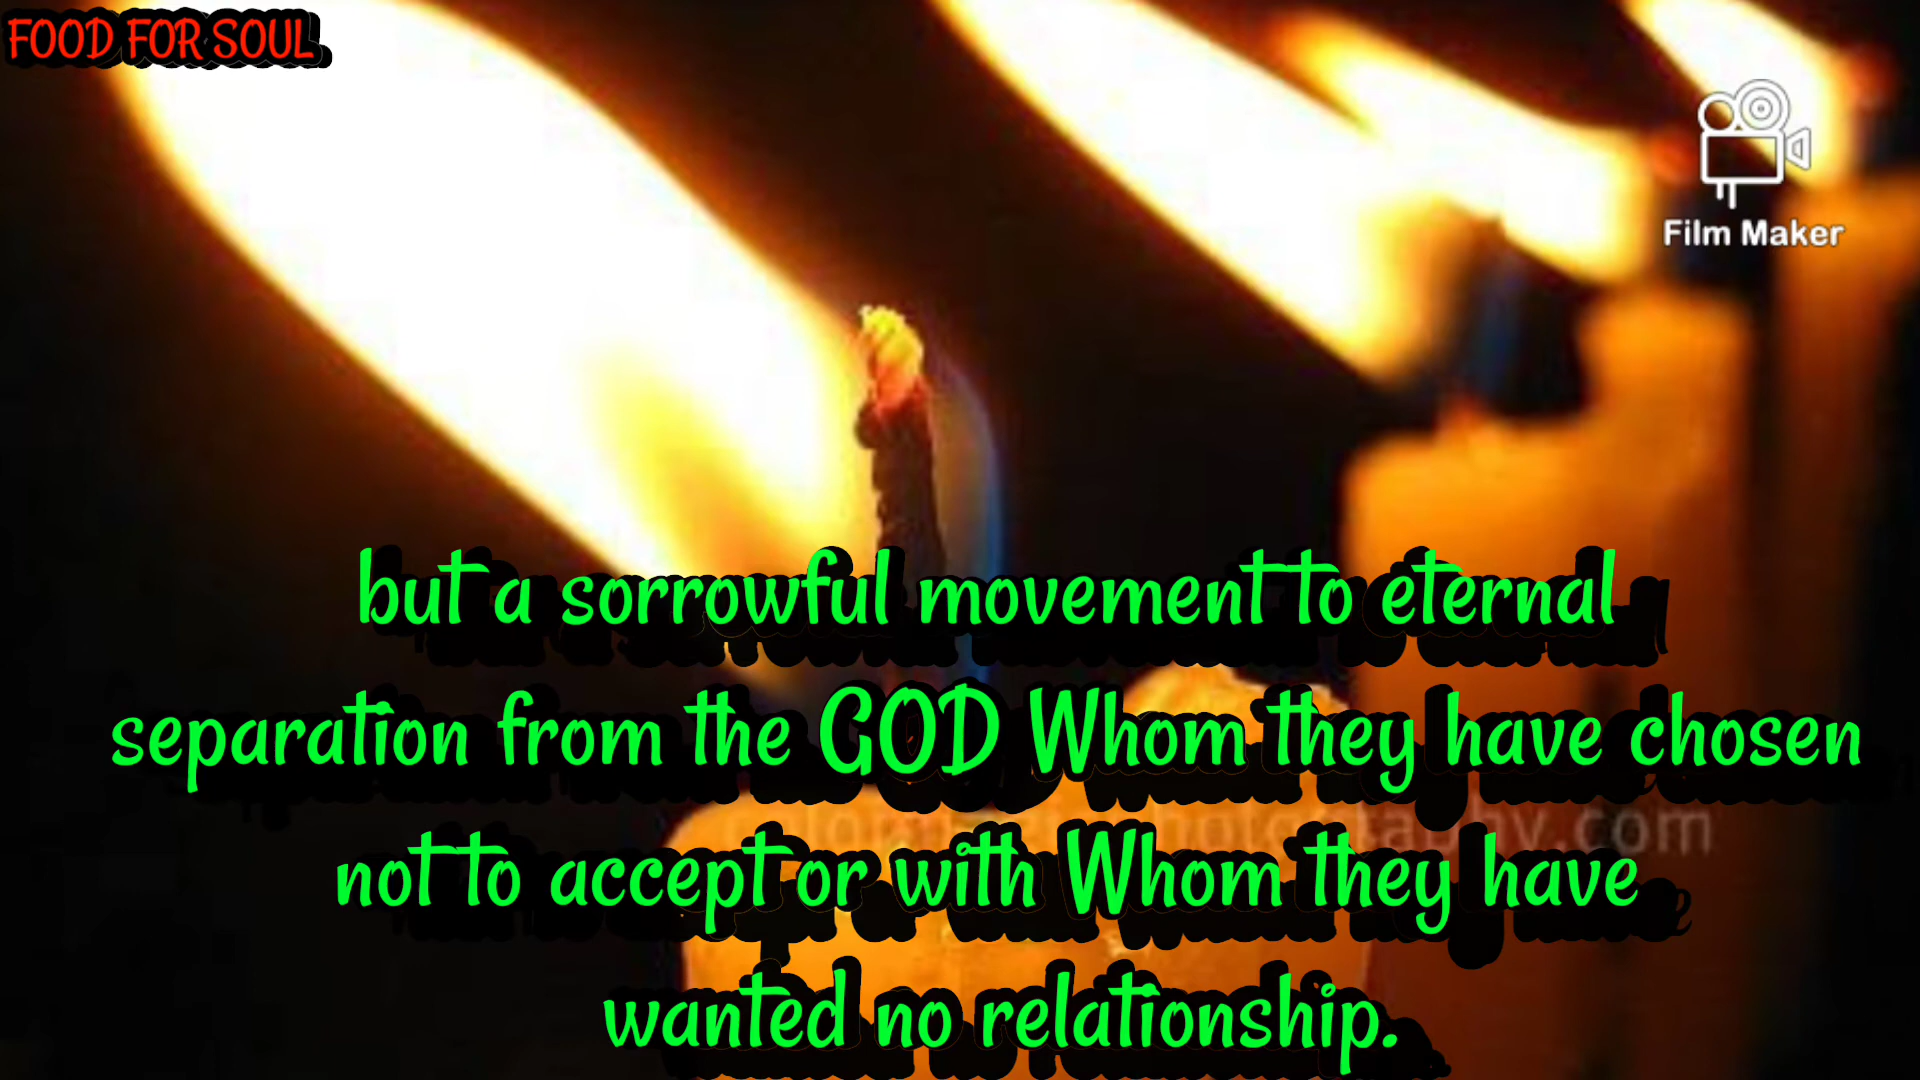 FOOD FOR SOUL
Film Maker
but a sorrowful movement to eternal
separation from the GOD Whom they have chosen
not to accept or with Whom they have
wanted no relationship.